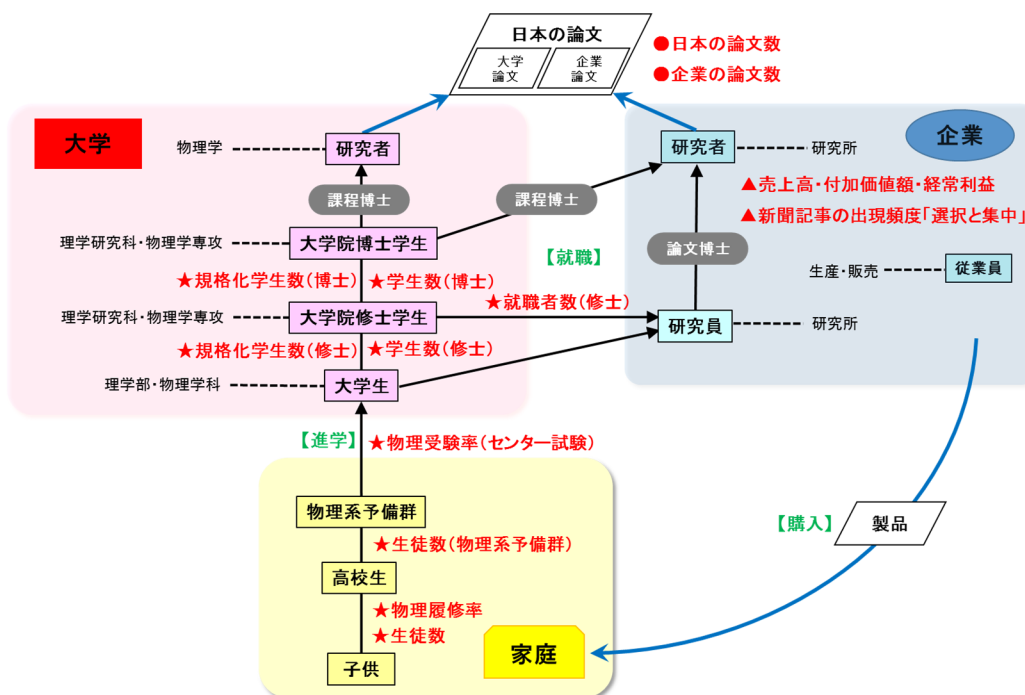 日本の論文
大学
論文
企業
論文
●日本の論文数
●企業の論文数
大学
企業
物理学
研究者
研究者
研究所
課程博士
課程博士
▲売上高・付加価値額・経常利益
▲新聞記事の出現頻度「選択と集中」
理学研究科・物理学専攻
大学院博士学生
【就職】
論文博士
生産・販売
従業員
★規格化学生数(博士)
★学生数(博士)
★就職者数(修士)
理学研究科・物理学専攻
大学院修士学生
研究員
研究所
★規格化学生数(修士)
★学生数(修士)
理学部・物理学科
大学生
【進学】
★物理受験率(センター試験)
物理系予備群
【購入】
製品
★生徒数(物理系予備群)
高校生
★物理履修率
★生徒数
家庭
子供